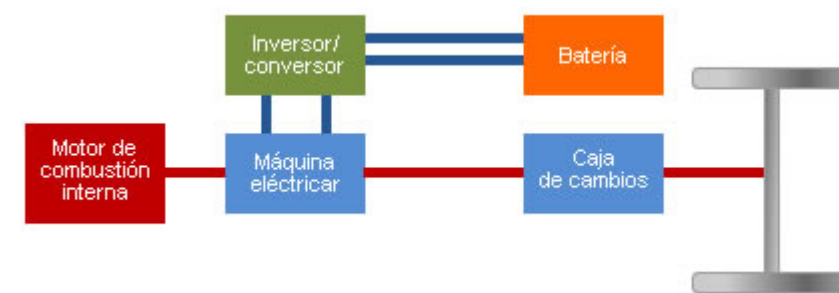 Inversor/
conversor
Batería
Motor de
combustión
interna
Máquina
eléctricar
Caja
de cambios